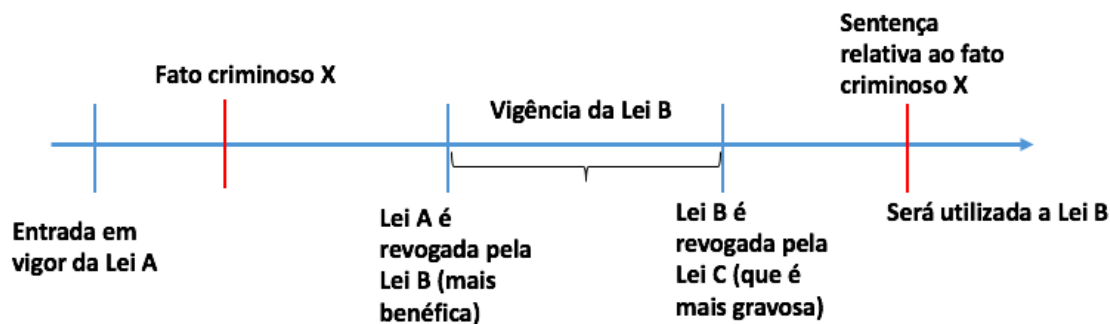 Sentença
relativa ao fato
criminoso X
Fato criminoso X
Vigência da Lei B
Entrada em
vigor da Lei A
Lei A é
revogada pela
Lei B (mais
benéfica)
Lei B é
revogada pela
Lei C (que é
mais gravosa)
Será utilizada a Lei B